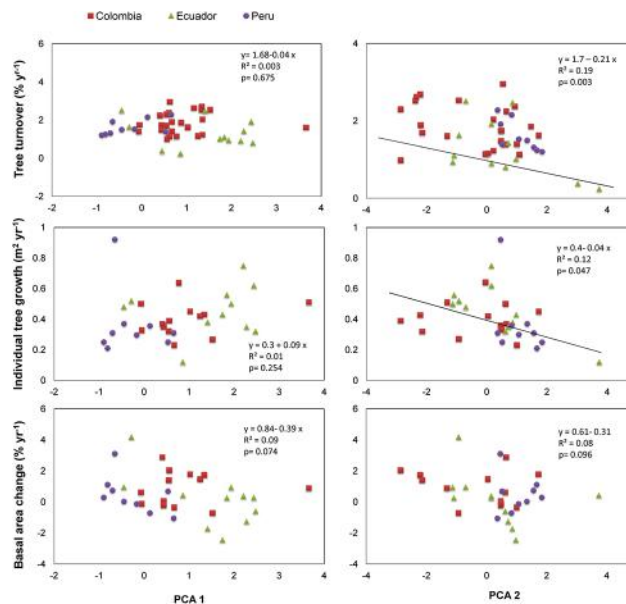 Colombia Ecuador Peru
Tree turnover (% yr⁻¹)
6
4
2
0
-2
y= 1.68-0.04 x
R² = 0.003
p= 0.675
-2 -1 0 1 2 3 4
6
4
2
0
-2
y = 1.7 – 0.21 x
R² = 0.19
p= 0.003
-4 -2 0 2 4
Individual tree growth (m² yr⁻¹)
1
0.8
0.6
0.4
0.2
0
y = 0.3 + 0.09 x
R² = 0.01
p= 0.254
-2 -1 0 1 2 3 4
1
0.8
0.6
0.4
0.2
0
y = 0.4- 0.04 x
R² = 0.12
p= 0.047
-4 -2 0 2 4
Basal area change (% yr⁻¹)
6
4
2
0
-2
-4
y = 0.84- 0.39 x
R² = 0.09
p= 0.074
-2 -1 0 1 2 3 4
PCA 1
6
4
2
0
-2
-4
y = 0.61- 0.31
R² = 0.08
p= 0.096
-4 -2 0 2 4
PCA 2